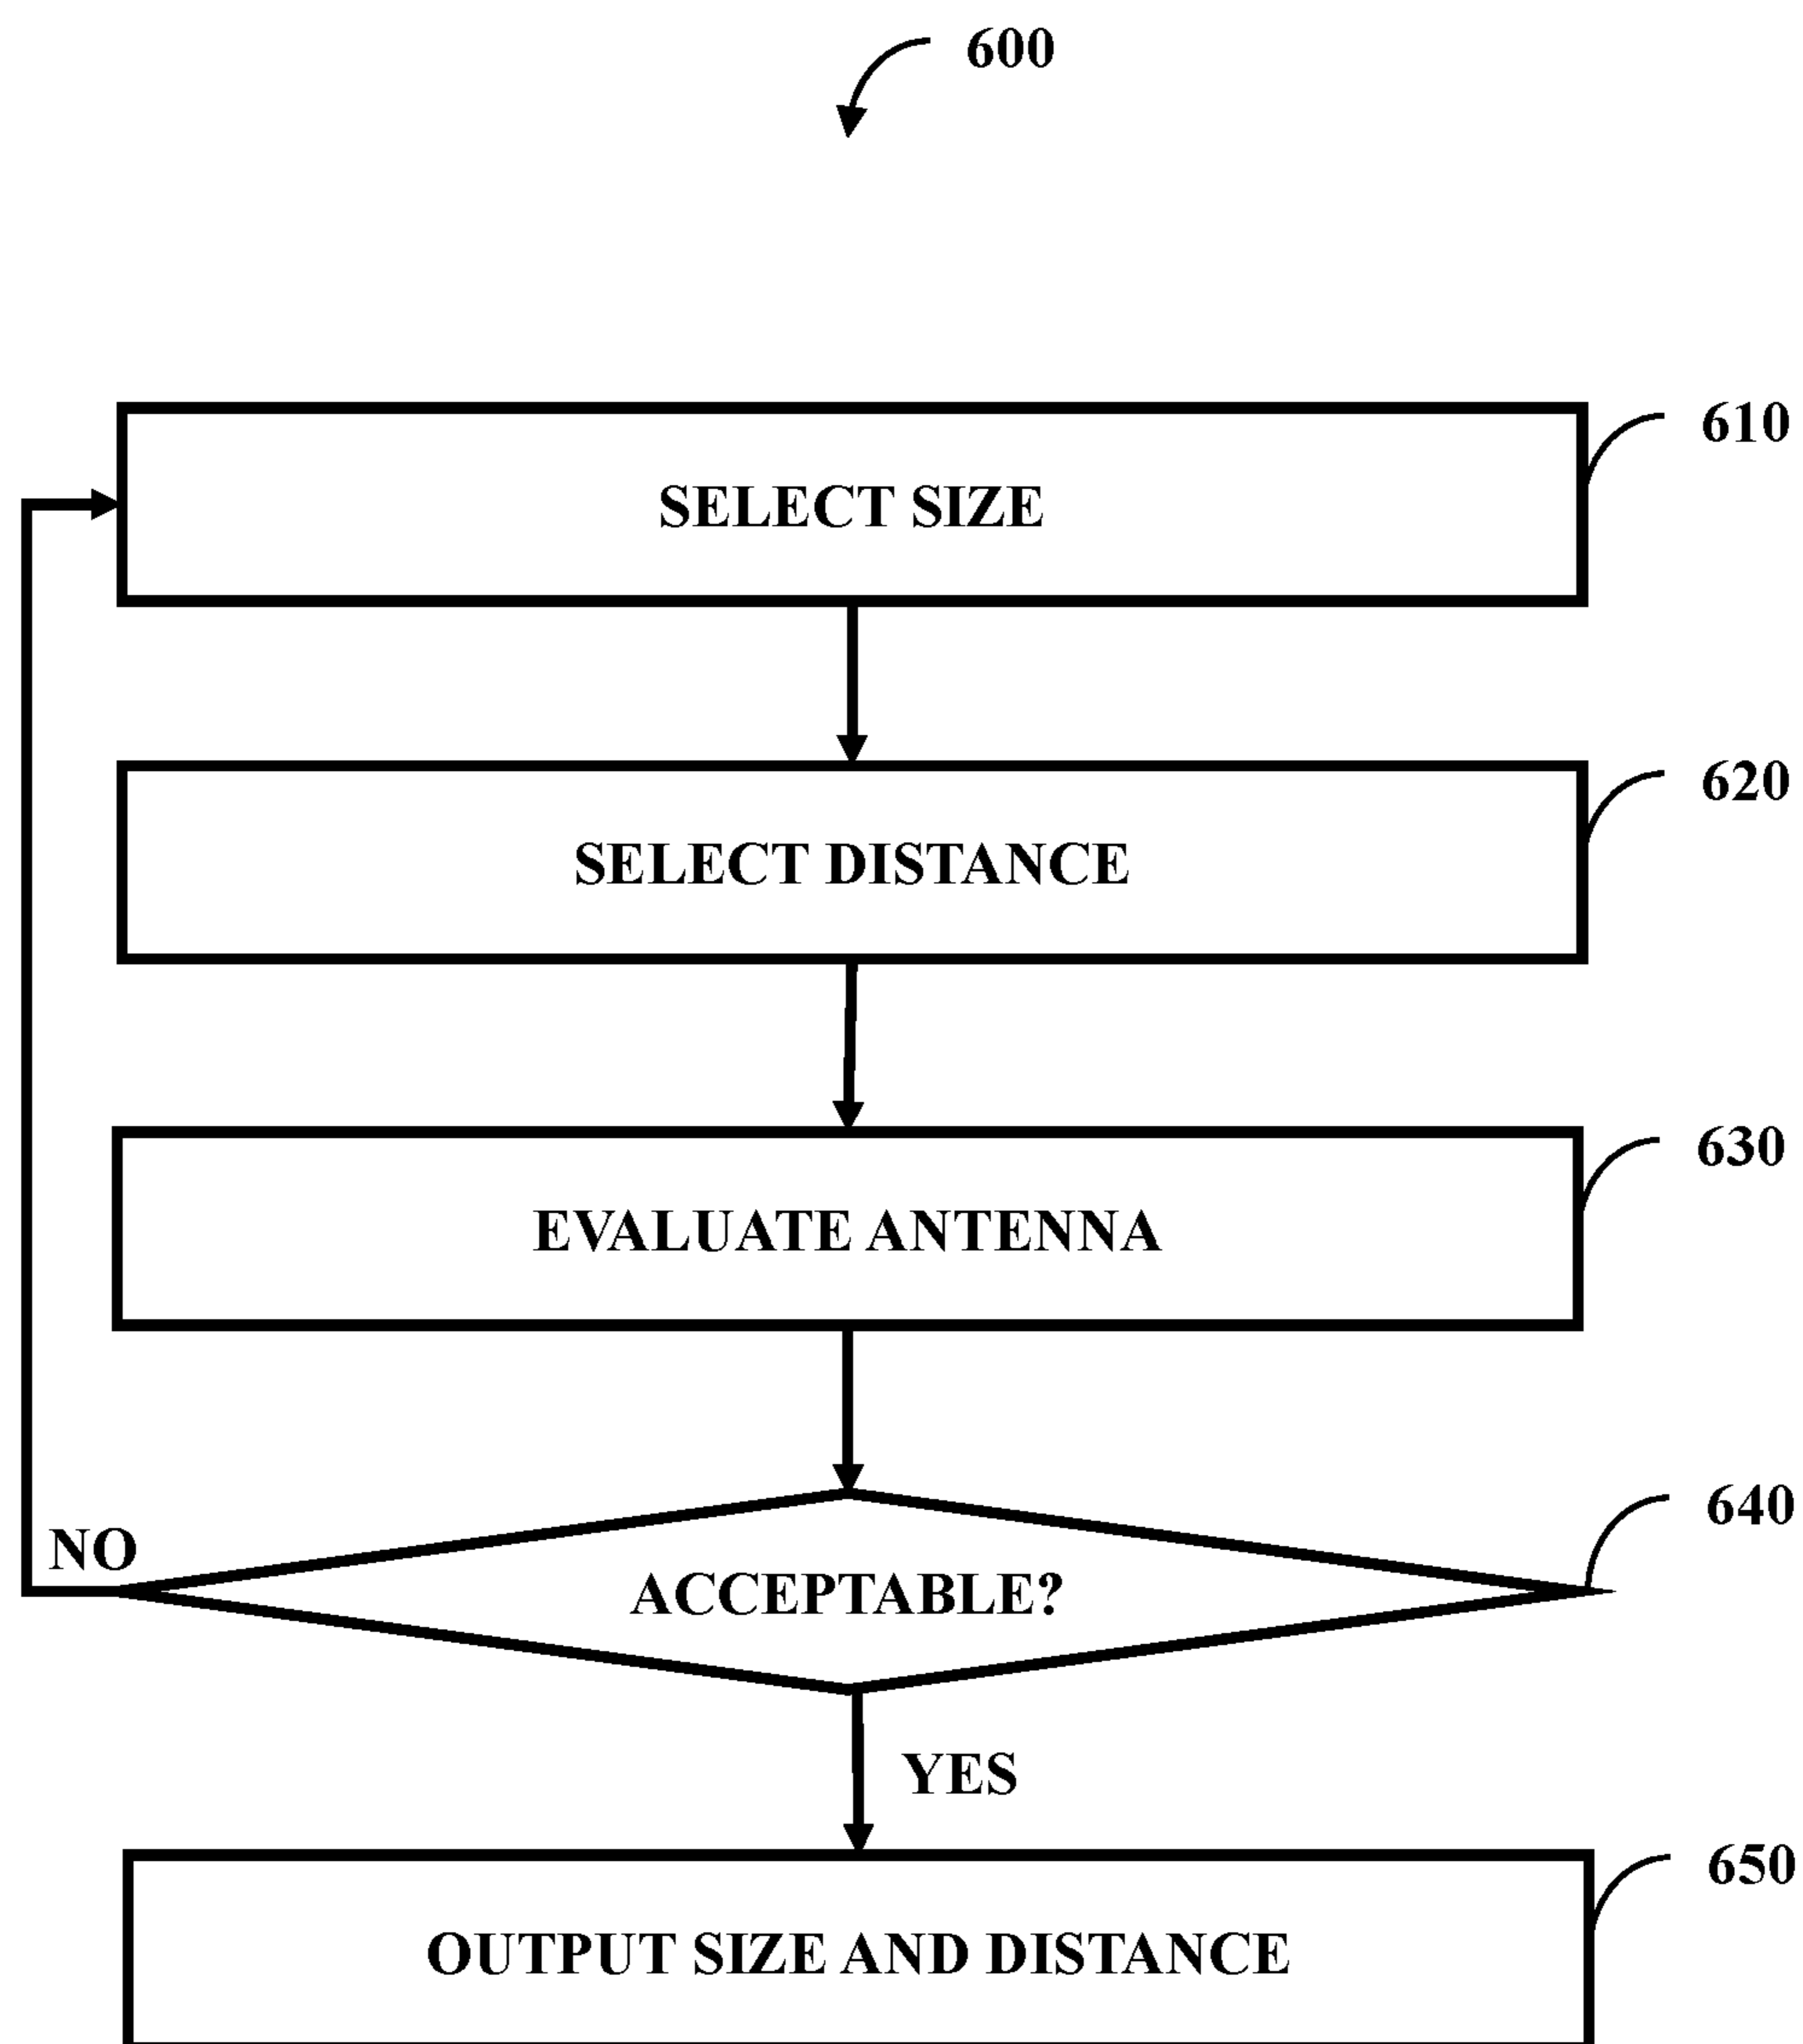 600
SELECT SIZE
610
SELECT DISTANCE
620
EVALUATE ANTENNA
630
ACCEPTABLE?
640
NO
YES
OUTPUT SIZE AND DISTANCE
650